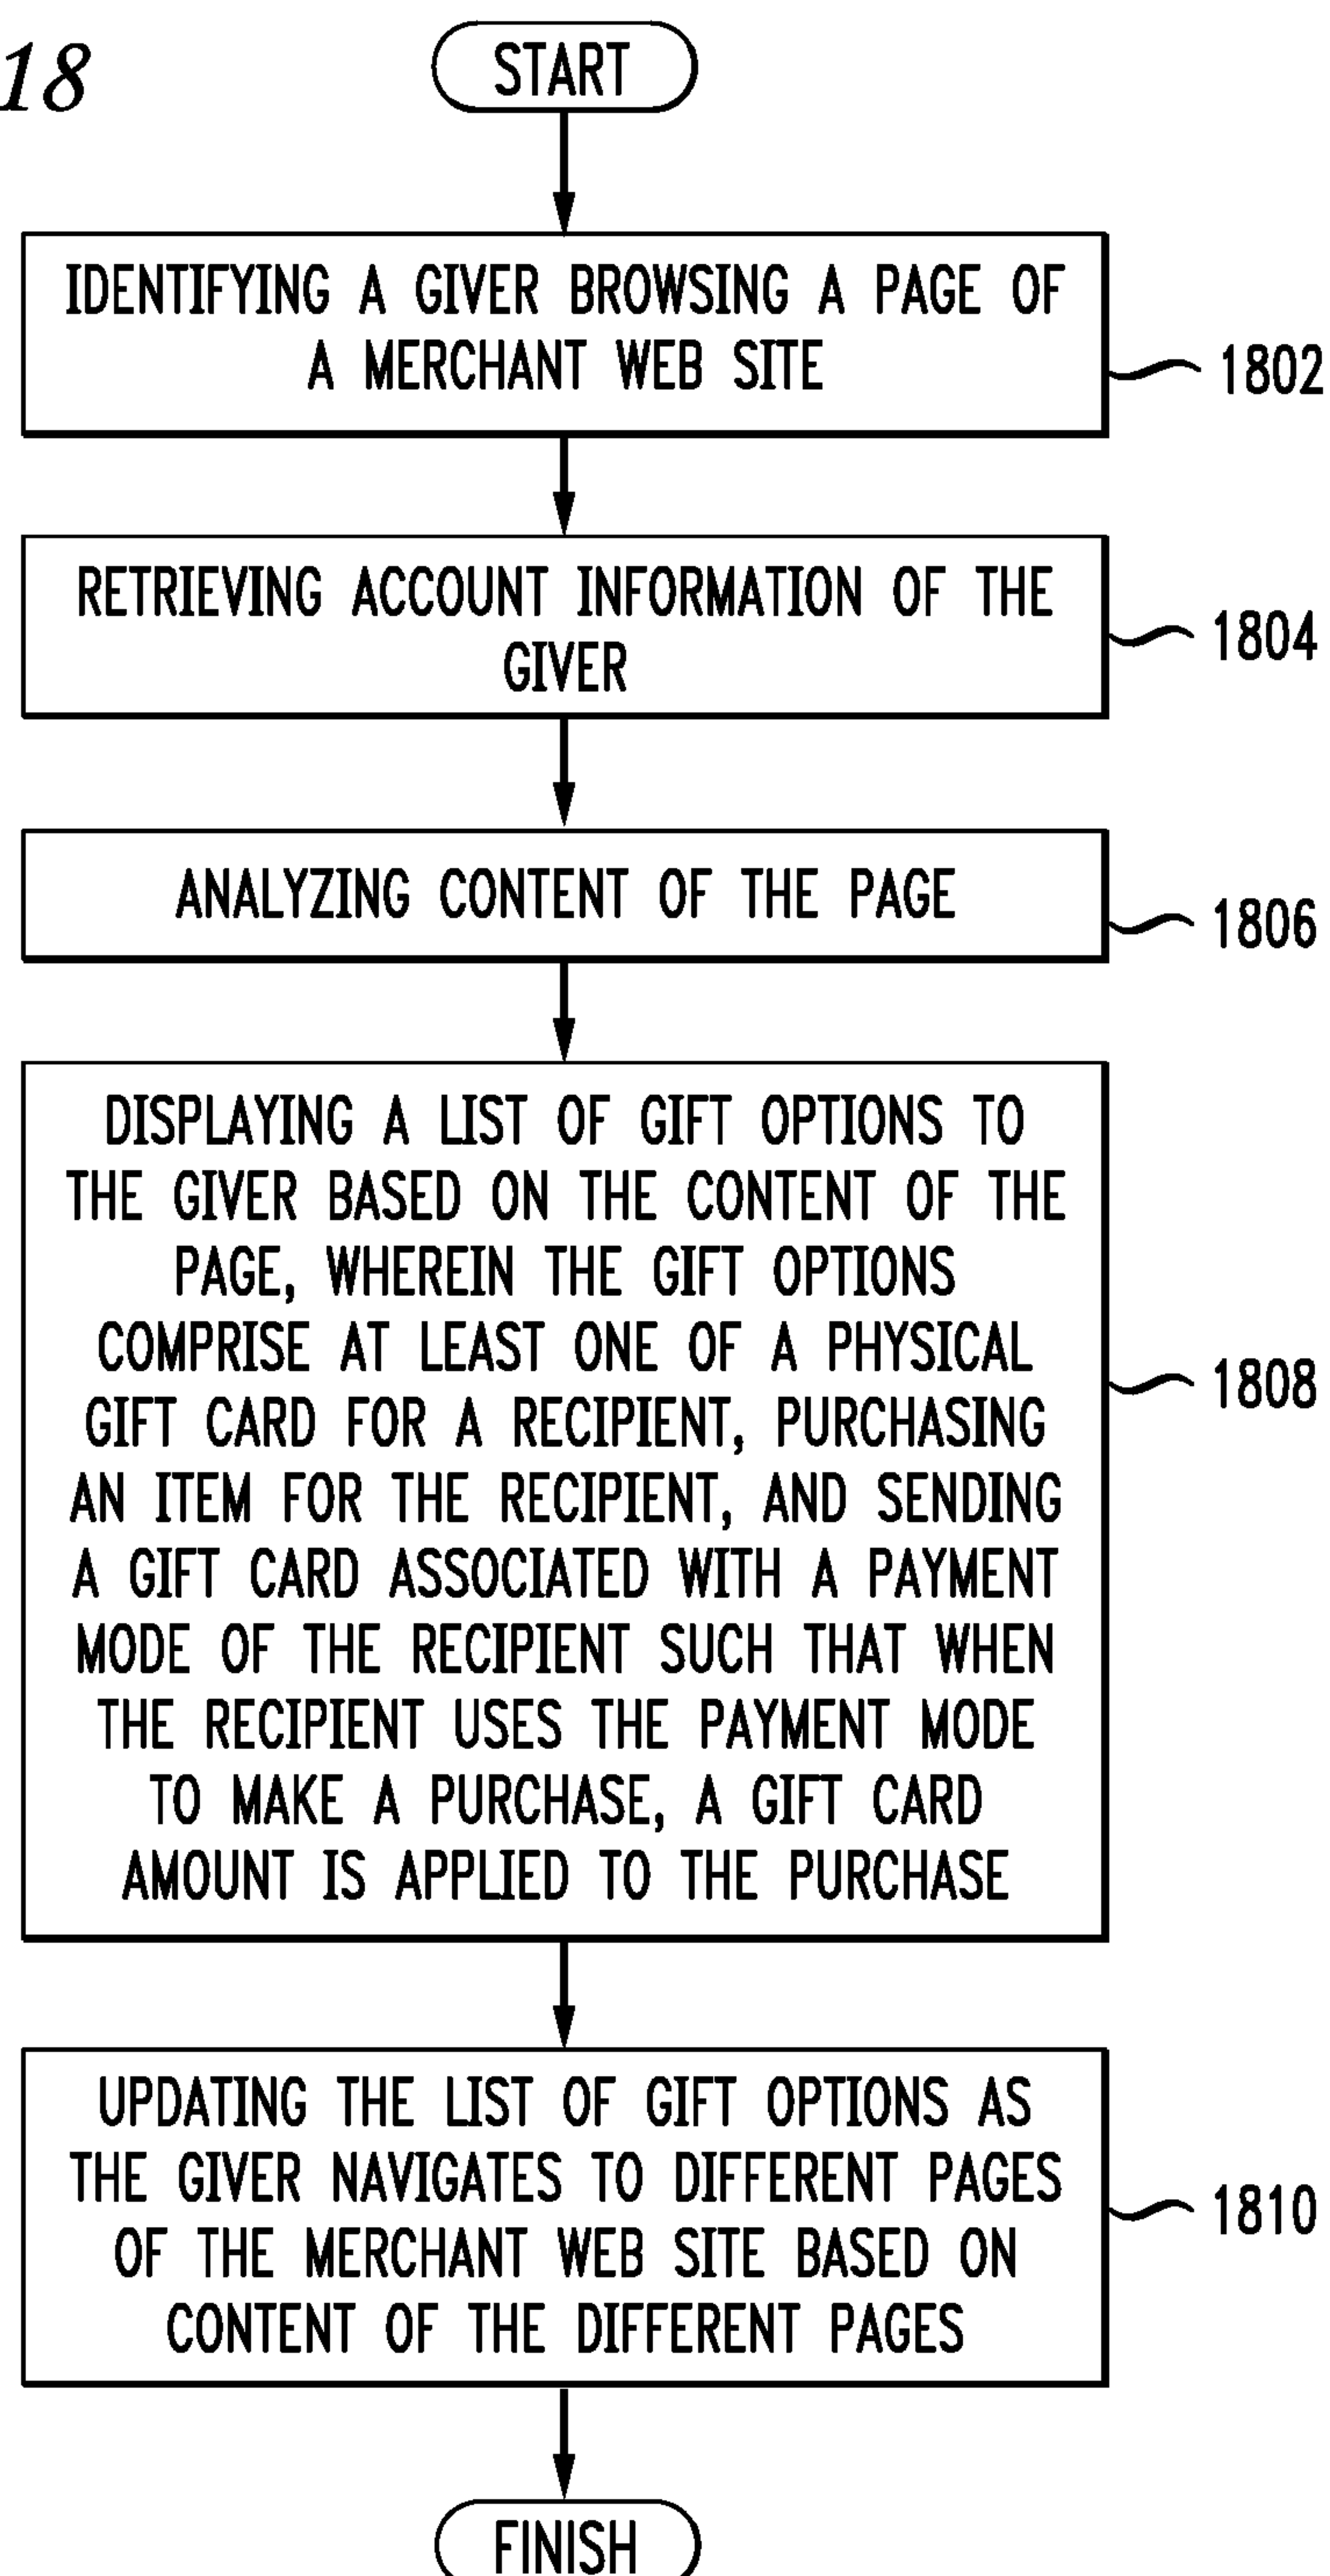 18
START
IDENTIFYING A GIVER BROWSING A PAGE OF
A MERCHANT WEB SITE
1802
RETRIEVING ACCOUNT INFORMATION OF THE
GIVER
1804
ANALYZING CONTENT OF THE PAGE
1806
DISPLAYING A LIST OF GIFT OPTIONS TO
THE GIVER BASED ON THE CONTENT OF THE
PAGE, WHEREIN THE GIFT OPTIONS
COMPRISE AT LEAST ONE OF A PHYSICAL
GIFT CARD FOR A RECIPIENT, PURCHASING
AN ITEM FOR THE RECIPIENT, AND SENDING
A GIFT CARD ASSOCIATED WITH A PAYMENT
MODE OF THE RECIPIENT SUCH THAT WHEN
THE RECIPIENT USES THE PAYMENT MODE
TO MAKE A PURCHASE, A GIFT CARD
AMOUNT IS APPLIED TO THE PURCHASE
1808
UPDATING THE LIST OF GIFT OPTIONS AS
THE GIVER NAVIGATES TO DIFFERENT PAGES
OF THE MERCHANT WEB SITE BASED ON
CONTENT OF THE DIFFERENT PAGES
1810
FINISH